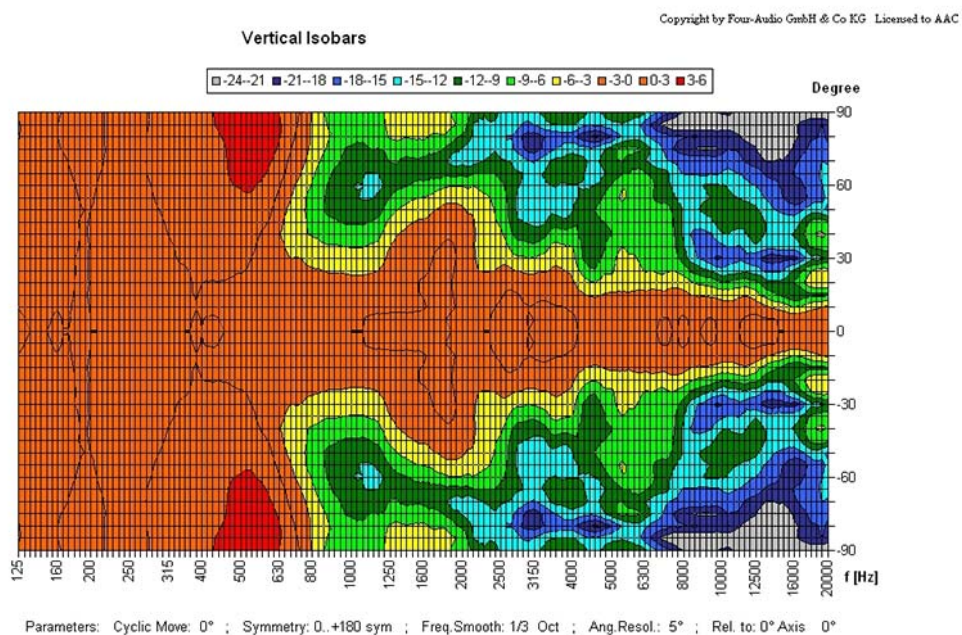 Copyright by Four-Audio GmbH & Co KG Licensed to AAC
Vertical Isobars
-24--21 -21--18 -18--15 -15--12 -12-9 -9--6 -6--3 -3-0 0-3 3-6
Degree
90
60
30
0
-30
-60
-90
125 160 200 250 315 400 500 630 800 1000 1250 1600 2000 2500 3150 4000 5000 6300 8000 10000 12500 16000 20000
f [Hz]
Parameters: Cyclic Move: 0° ; Symmetry: 0..+180 sym ; Freq.Smooth: 1/3 Oct ; Ang.Resol.: 5° ; Rel. to: 0° Axis 0°